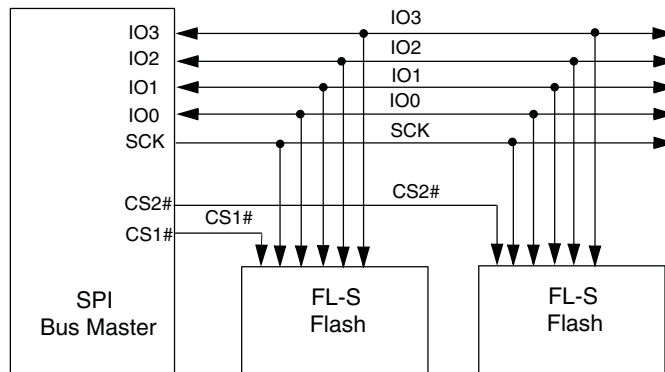 IO3
IO3
IO2
IO2
IO1
IO1
IO0
IO0
SCK
SCK
CS2#
CS2#
CS1#
CS1#
SPI
Bus Master
FL-S
Flash
FL-S
Flash